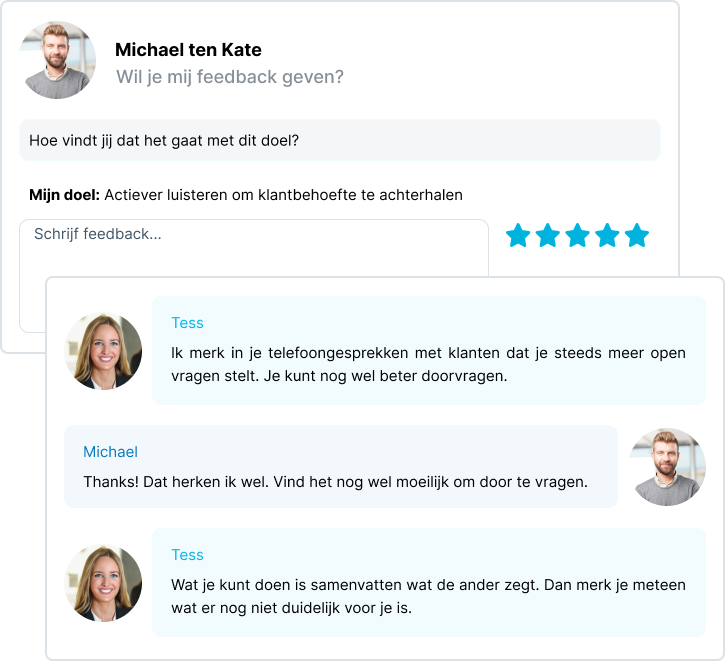 Michael ten Kate
Wil je mij feedback geven?
Hoe vindt jij dat het gaat met dit doel?
Mijn doel: Actiever luisteren om klantbehoefte te achterhalen
Schrijf feedback...
Tess
Ik merk in je telefoongesprekken met klanten dat je steeds meer open
vragen stelt. Je kunt nog wel beter doorvragen.
Michael
Thanks! Dat herken ik wel. Vind het nog wel moeilijk om door te vragen.
Tess
Wat je kunt doen is samenvatten wat de ander zegt. Dan merk je meteen
wat er nog niet duidelijk voor je is.